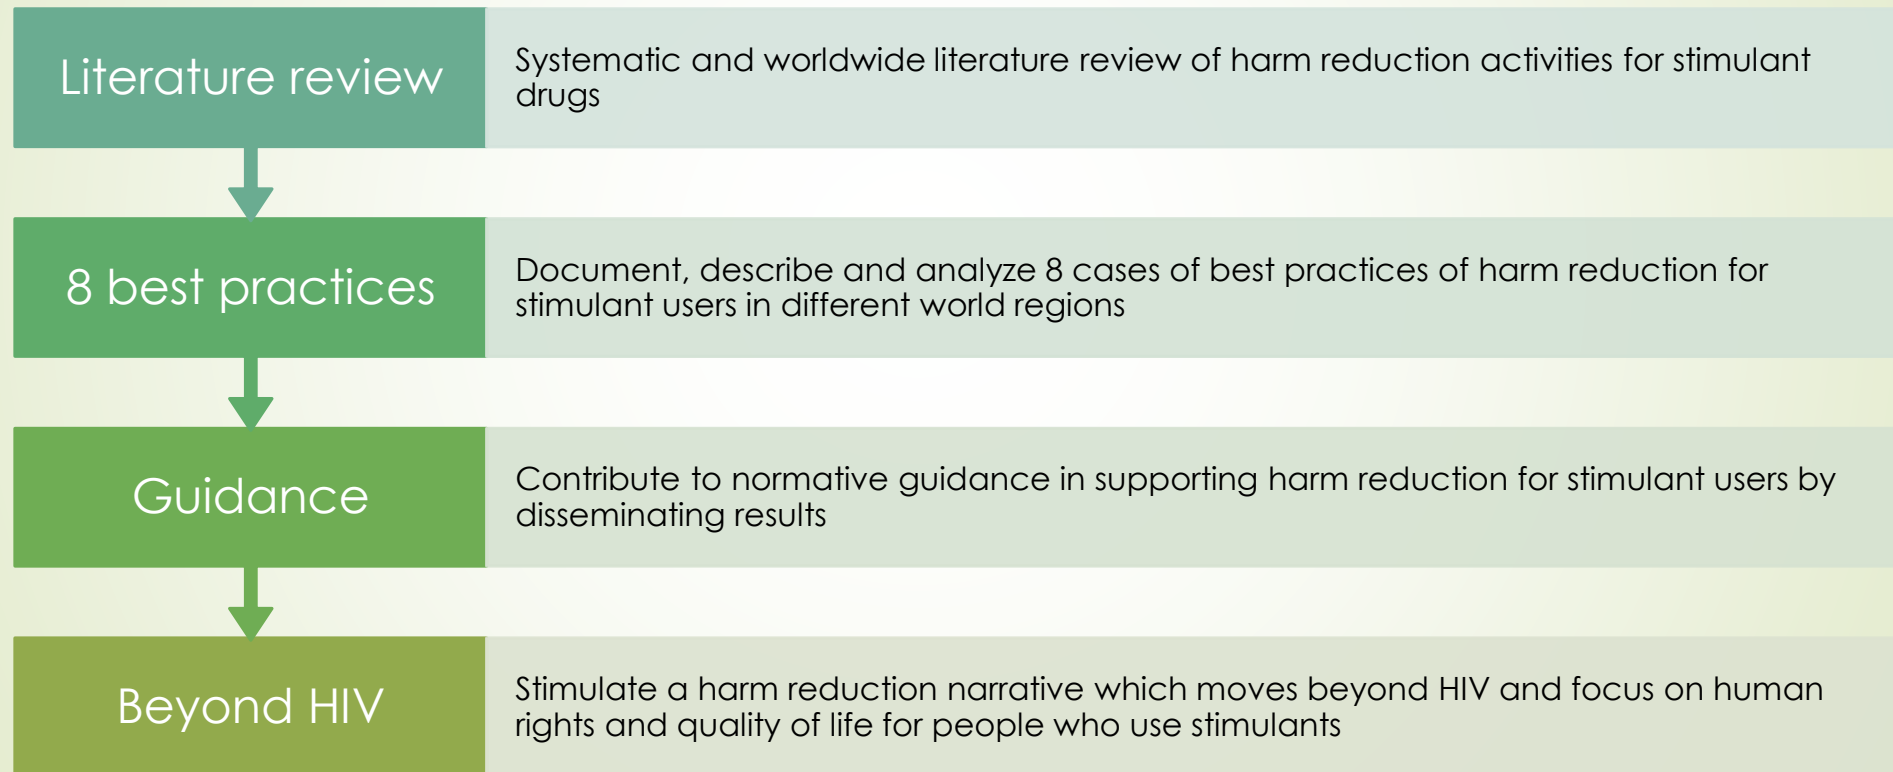 Literature review
Systematic and worldwide literature review of harm reduction activities for stimulant
drugs
8 best practices
Document, describe and analyze 8 cases of best practices of harm reduction for
stimulant users in different world regions
Guidance
Contribute to normative guidance in supporting harm reduction for stimulant users by
disseminating results
Beyond HIV
Stimulate a harm reduction narrative which moves beyond HIV and focus on human
rights and quality of life for people who use stimulants